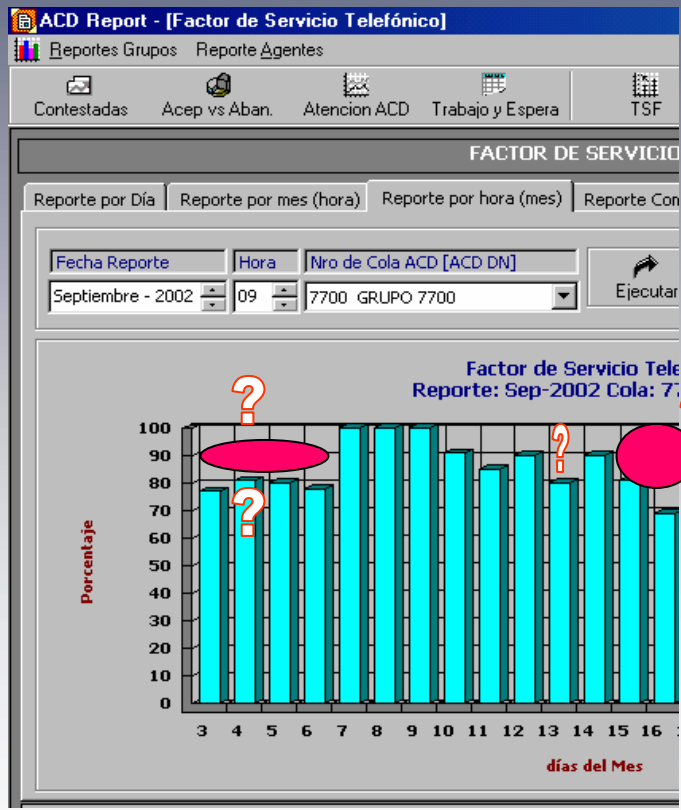 ACD Report - [Factor de Servicio Telefónico]
Reportes Grupos Reporte Agentes
Contestadas Acep vs Aban. Atencion ACD Trabajo y Espera TSF
FACTOR DE SERVICIO
Reporte por Día Reporte por mes (hora) Reporte por hora (mes) Reporte Con
Fecha Reporte Hora Nro de Cola ACD [ACD DN]
Septiembre - 2002 09 7700 GRUPO 7700 Ejecutar
Factor de Servicio Tele
Reporte: Sep-2002 Cola: 77
?
?
?
100
90
80
70
60
50
40
30
20
10
0
Porcentaje
3 4 5 6 7 8 9 10 11 12 13 14 15 16
días del Mes